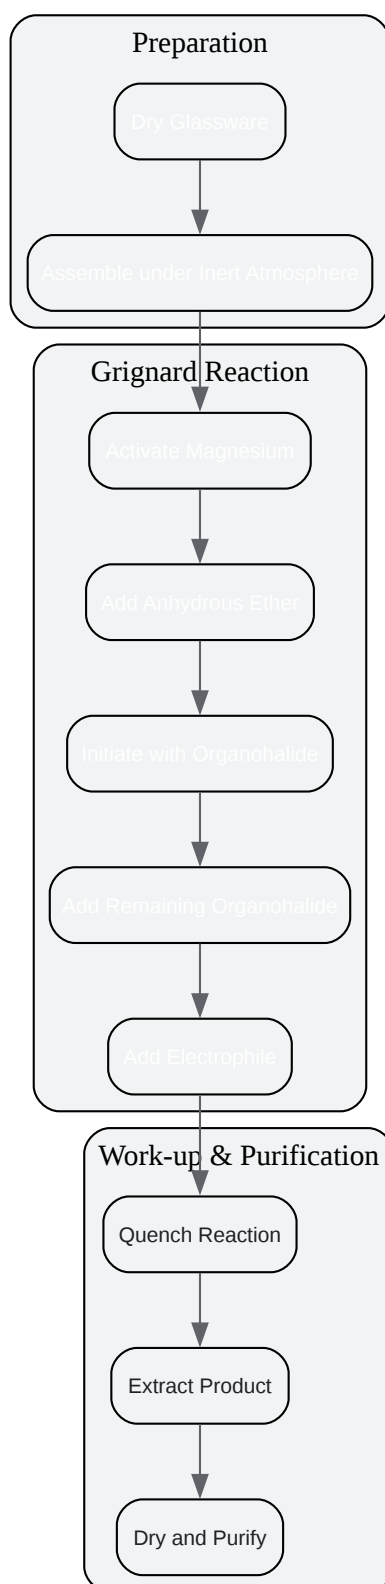 Preparation
Dry Glassware
Assemble under Inert Atmosphere
Grignard Reaction
Activate Magnesium
Add Anhydrous Ether
Initiate with Organohalide
Add Remaining Organohalide
Add Electrophile
Work-up & Purification
Quench Reaction
Extract Product
Dry and Purify